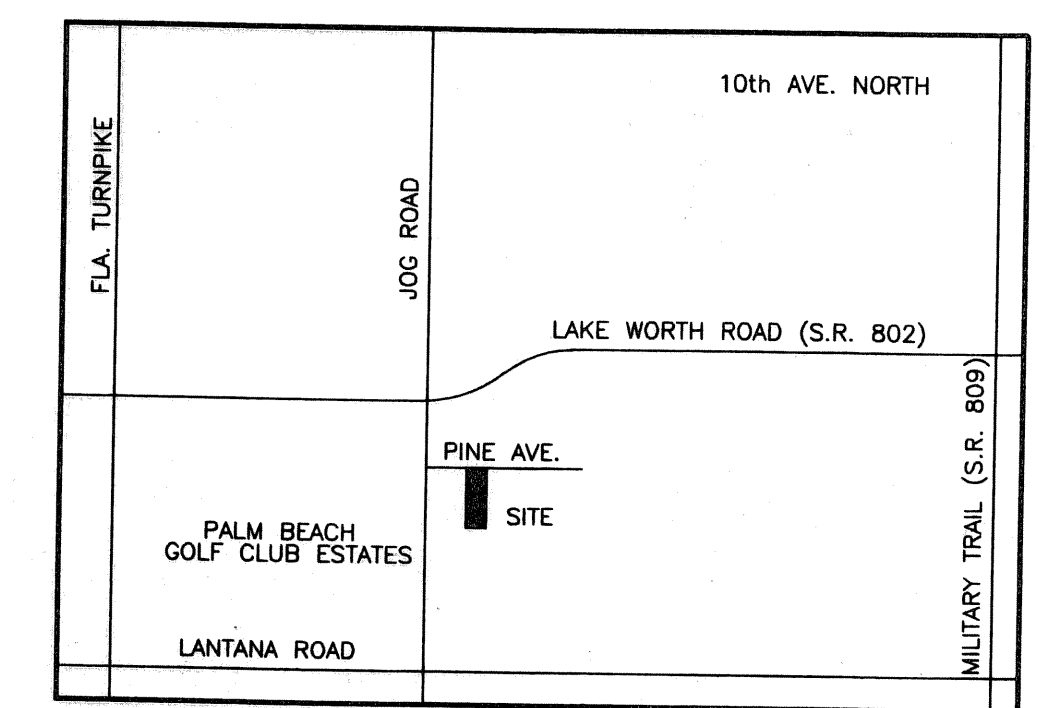 10th AVE. NORTH
FLA. TURNPIKE
JOG ROAD
LAKE WORTH ROAD (S.R. 802)
MILITARY TRAIL (S.R. 809)
PINE AVE.
SITE
PALM BEACH
GOLF CLUB ESTATES
LANTANA ROAD